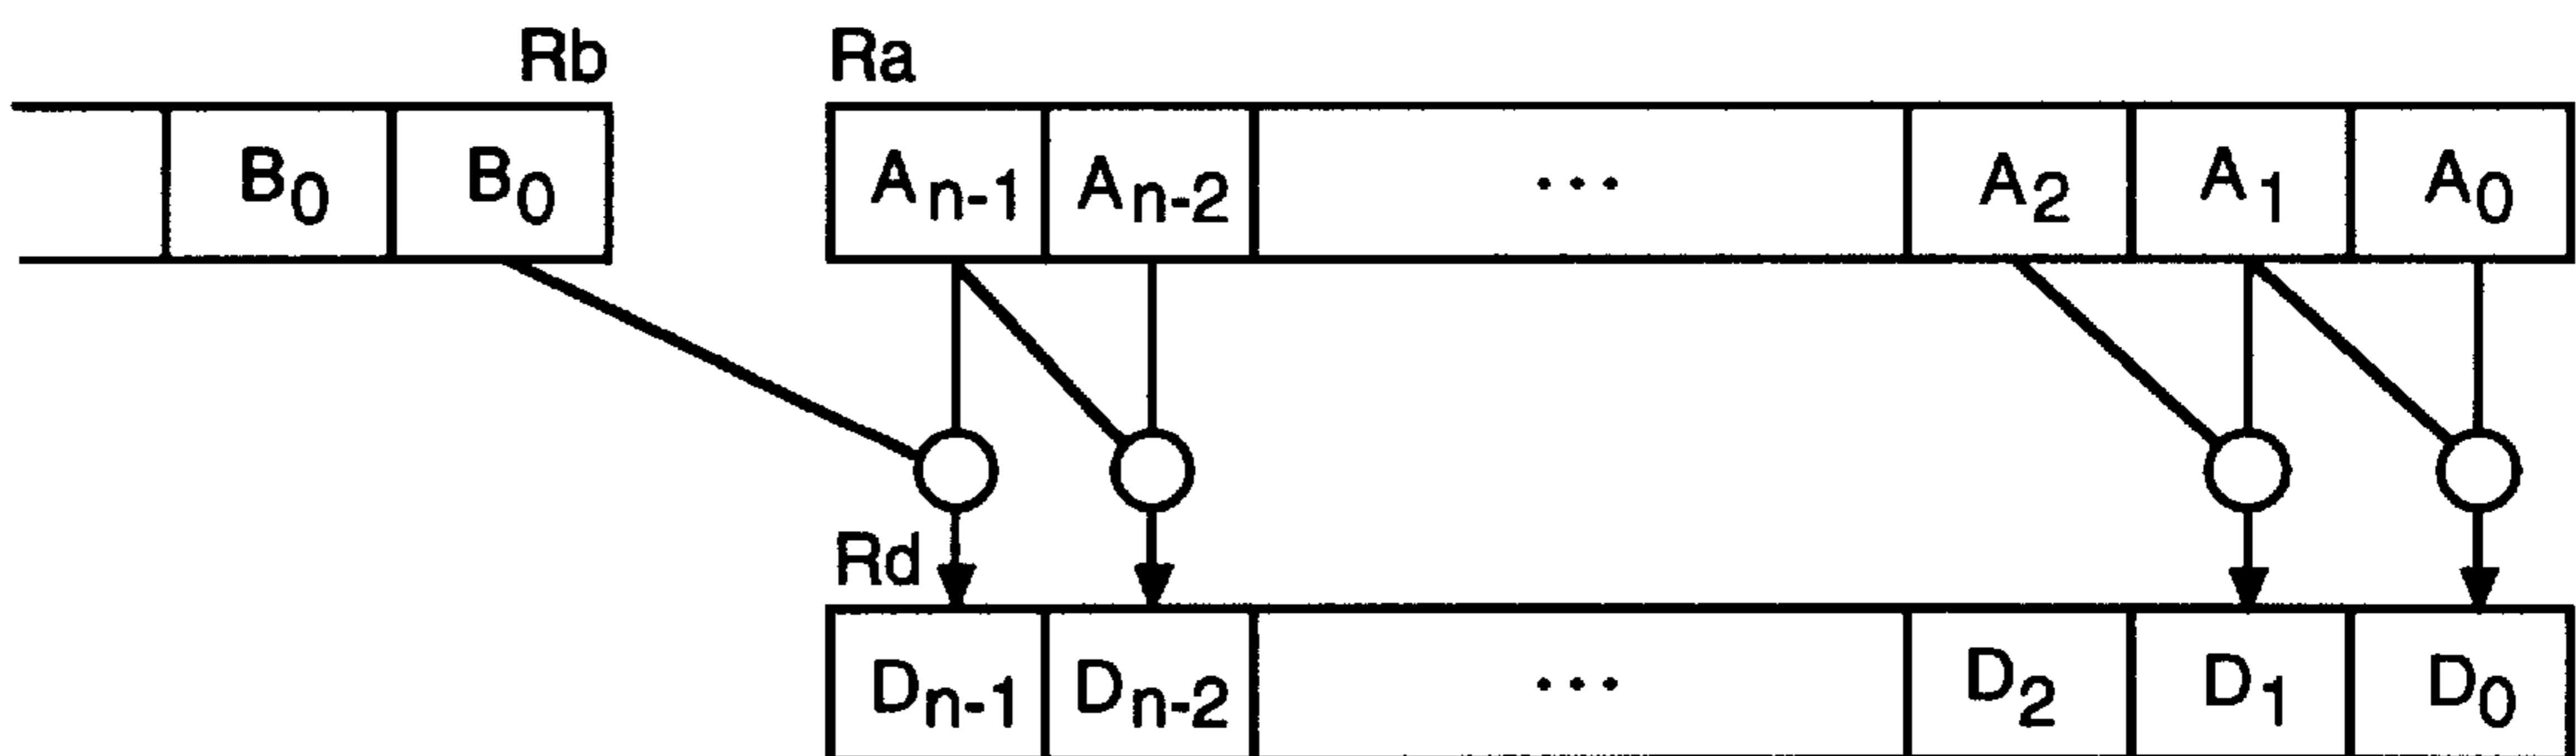 Rb Ra
B0 B0 An-1 An-2 ... A2 A1 A0
Rd
Dn-1 Dn-2 ... D2 D1 D0